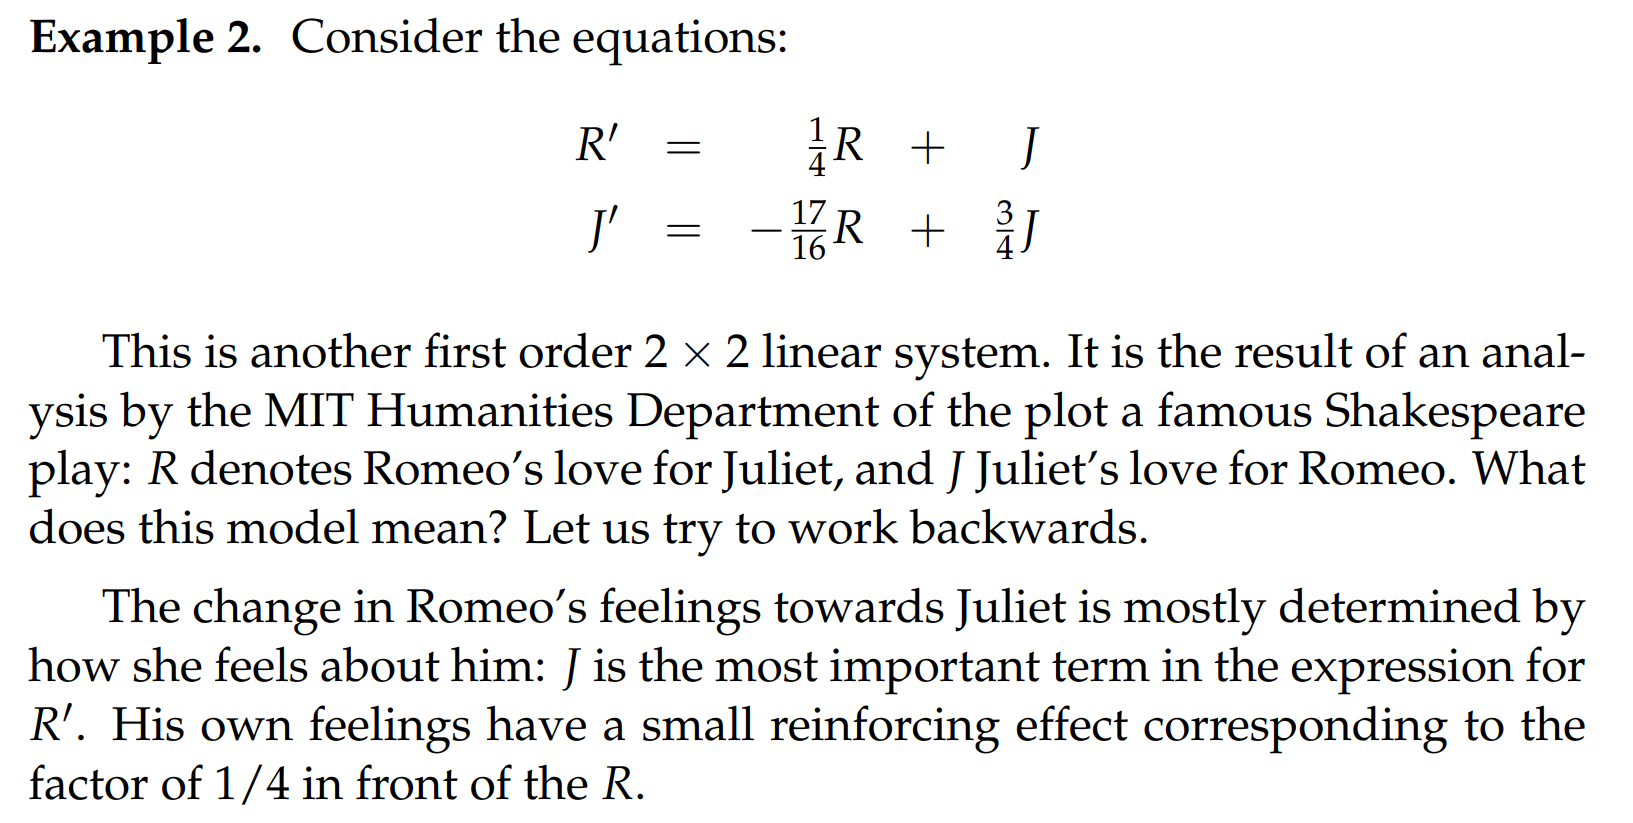 Example 2. Consider the equations:
R′ = 1/4 R + J
J′ = −17/16 R + 3/4 J
This is another first order 2 × 2 linear system. It is the result of an anal-
ysis by the MIT Humanities Department of the plot a famous Shakespeare
play: R denotes Romeo's love for Juliet, and J Juliet's love for Romeo. What
does this model mean? Let us try to work backwards.
The change in Romeo's feelings towards Juliet is mostly determined by
how she feels about him: J is the most important term in the expression for
R′. His own feelings have a small reinforcing effect corresponding to the
factor of 1/4 in front of the R.